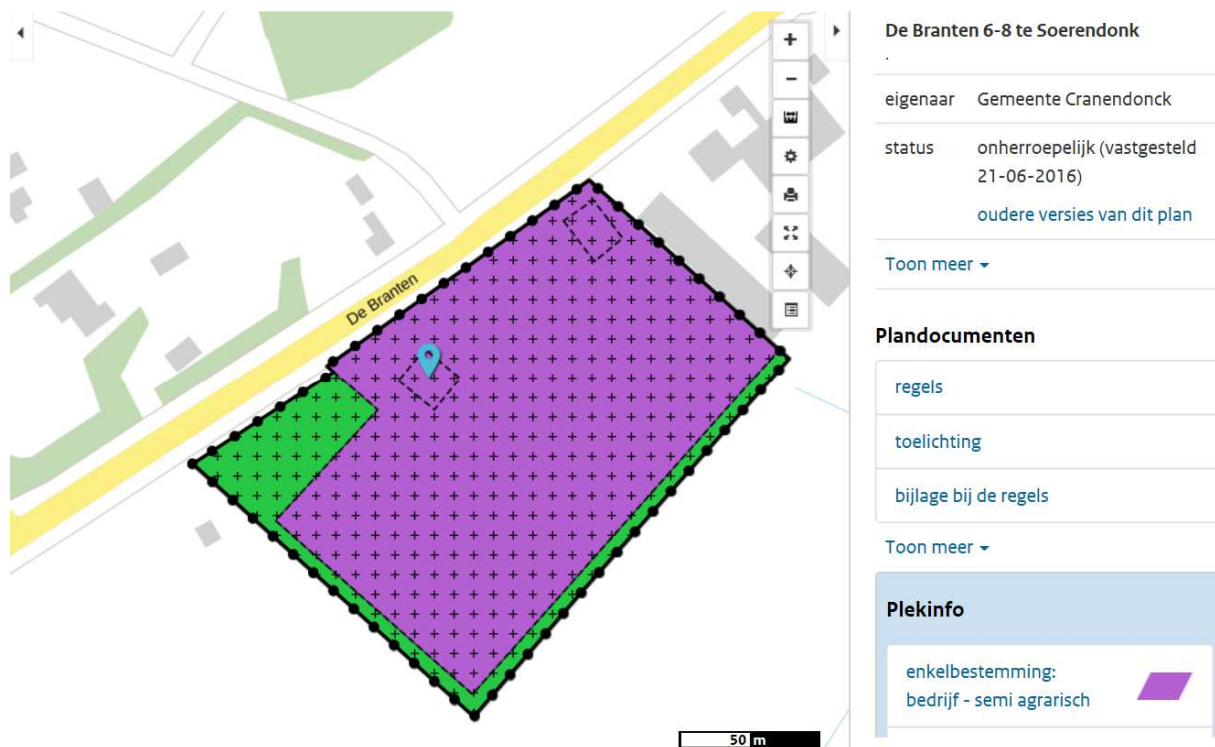 De Branten 6-8 te Soerendonk
.
eigenaar Gemeente Cranendonck
status onherroepelijk (vastgesteld
21-06-2016)
oudere versies van dit plan
Toon meer
Plandocumenten
regels
toelichting
bijlage bij de regels
Toon meer
Plekinfo
enkelbestemming:
bedrijf - semi agrarisch
De Branten
50 m